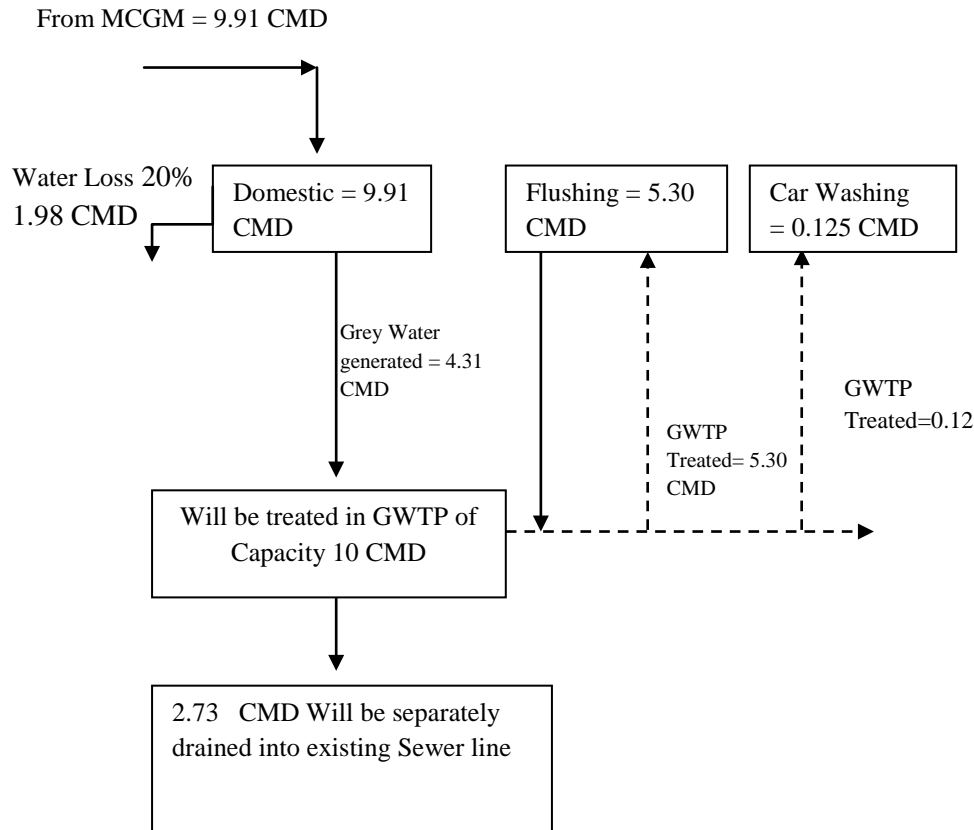 From MCGM = 9.91 CMD
Water Loss 20%
1.98 CMD
Domestic = 9.91
CMD
Flushing = 5.30
CMD
Car Washing
= 0.125 CMD
Grey Water
generated = 4.31
CMD
GWTP
Treated= 5.30
CMD
GWTP
Treated=0.12
Will be treated in GWTP of
Capacity 10 CMD
2.73 CMD Will be separately
drained into existing Sewer line